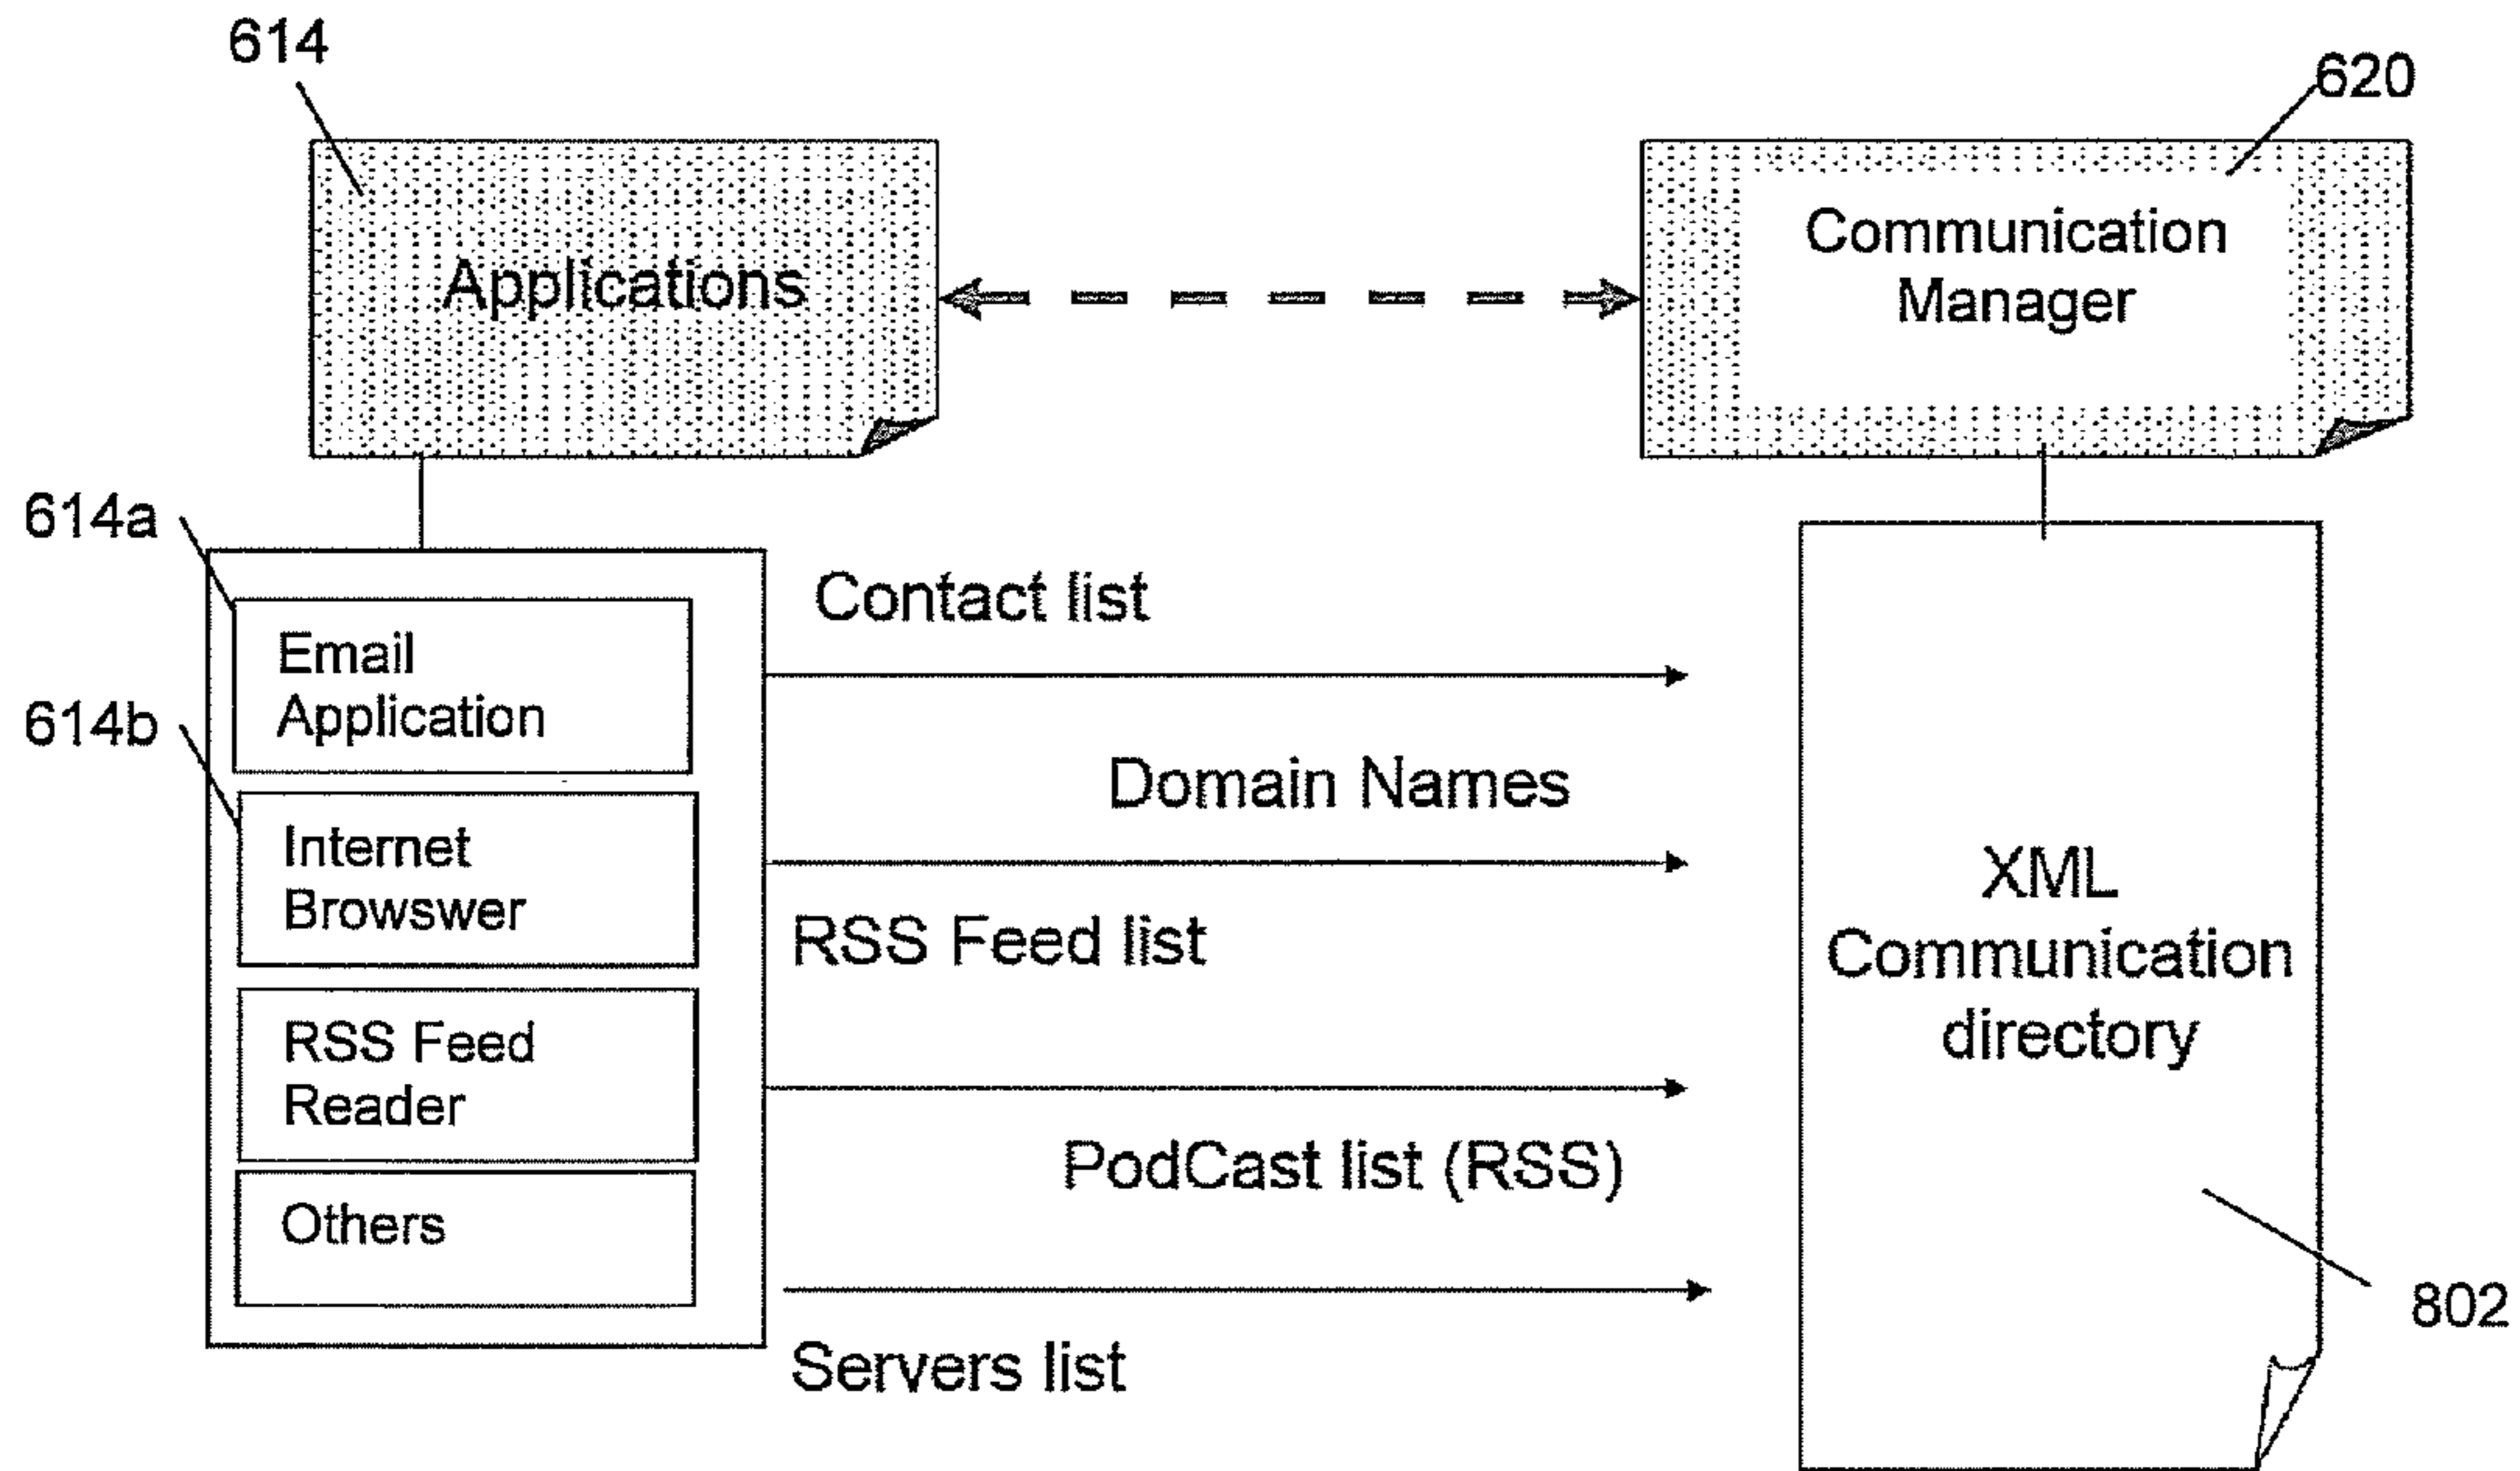 614
620
Applications
Communication
Manager
614a
Email
Application
614b
Internet
Browswer
RSS Feed
Reader
Others
Contact list
Domain Names
RSS Feed list
PodCast list (RSS)
Servers list
XML
Communication
directory
802